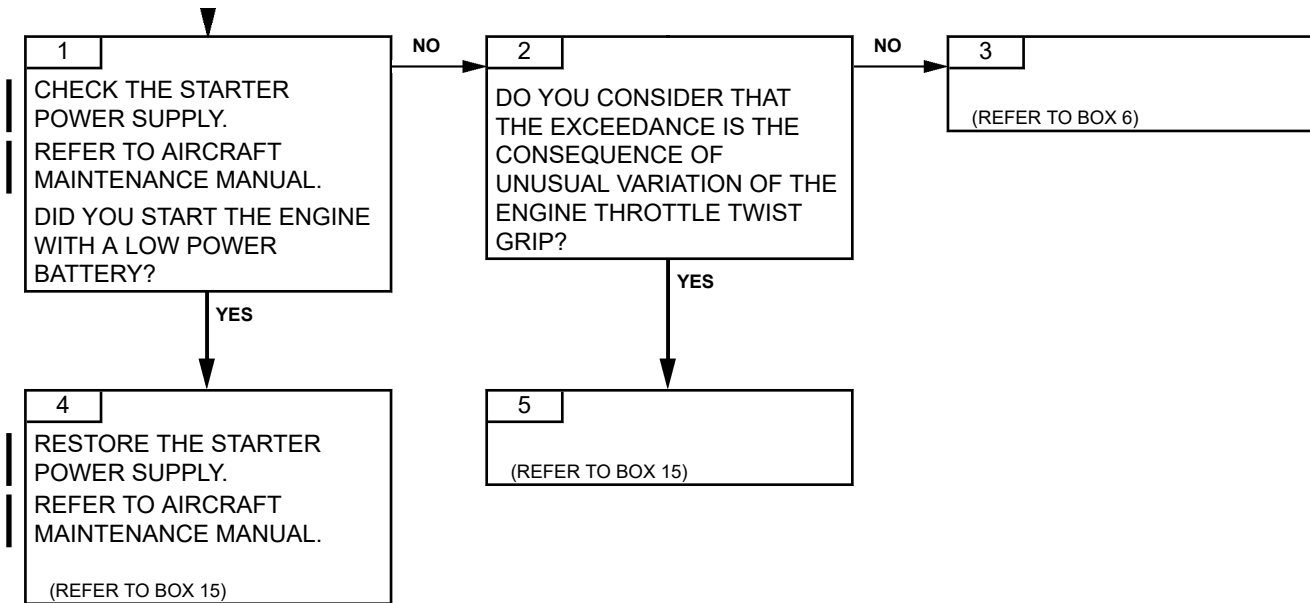 1
CHECK THE STARTER
POWER SUPPLY.
REFER TO AIRCRAFT
MAINTENANCE MANUAL.
DID YOU START THE ENGINE
WITH A LOW POWER
BATTERY?
NO
2
DO YOU CONSIDER THAT
THE EXCEEDANCE IS THE
CONSEQUENCE OF
UNUSUAL VARIATION OF THE
ENGINE THROTTLE TWIST
GRIP?
NO
3
(REFER TO BOX 6)
YES
YES
4
RESTORE THE STARTER
POWER SUPPLY.
REFER TO AIRCRAFT
MAINTENANCE MANUAL.
(REFER TO BOX 15)
5
(REFER TO BOX 15)